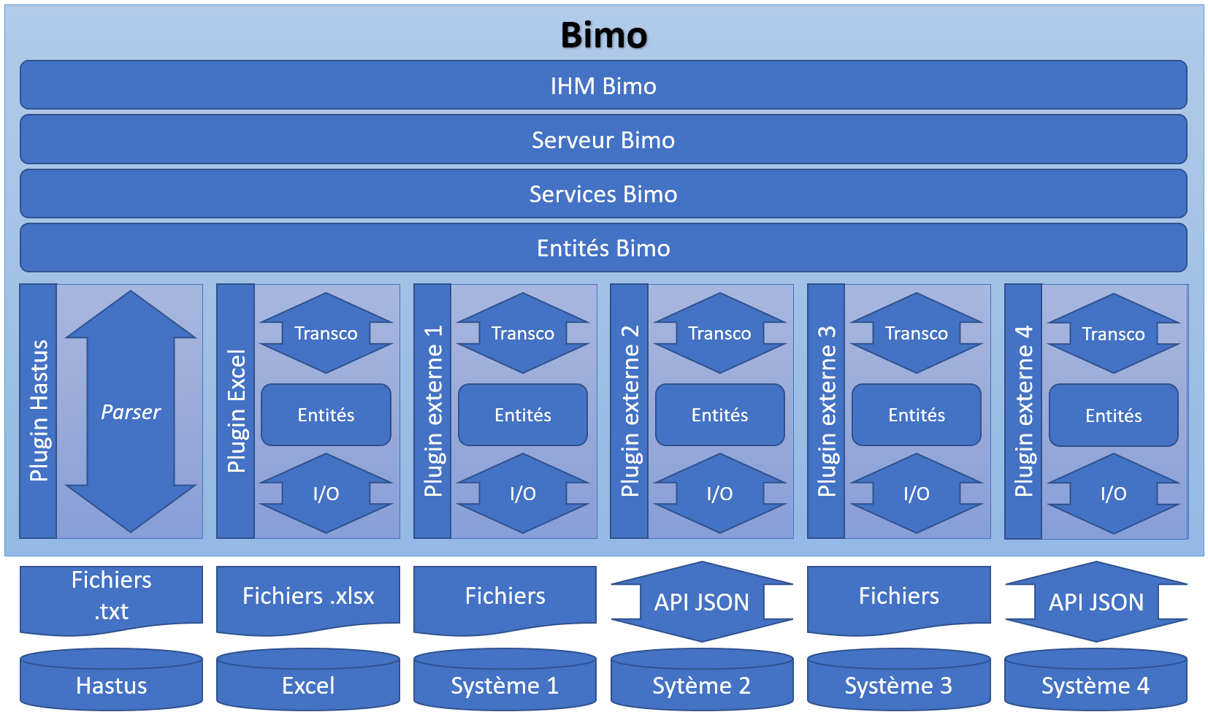 Bimo
IHM Bimo
Serveur Bimo
Services Bimo
Entités Bimo
Plugin Hastus
Parser
Plugin Excel
Transco
Entités
I/O
Plugin externe 1
Transco
Entités
I/O
Plugin externe 2
Transco
Entités
I/O
Plugin externe 3
Transco
Entités
I/O
Plugin externe 4
Transco
Entités
I/O
Fichiers
.txt
Fichiers .xlsx
Fichiers
API JSON
Fichiers
API JSON
Hastus
Excel
Système 1
Sytème 2
Système 3
Système 4